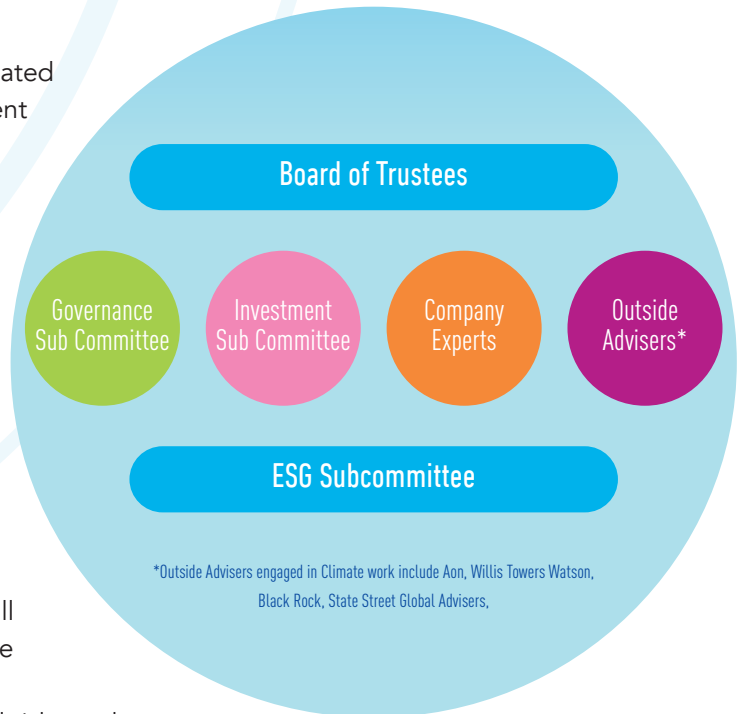 ated
ent
Board of Trustees
Governance
Sub Committee
Investment
Sub Committee
Company
Experts
Outside
Advisers*
ESG Subcommittee
*Outside Advisers engaged in Climate work include Aon, Willis Towers Watson,
Black Rock, State Street Global Advisers,
ll
e